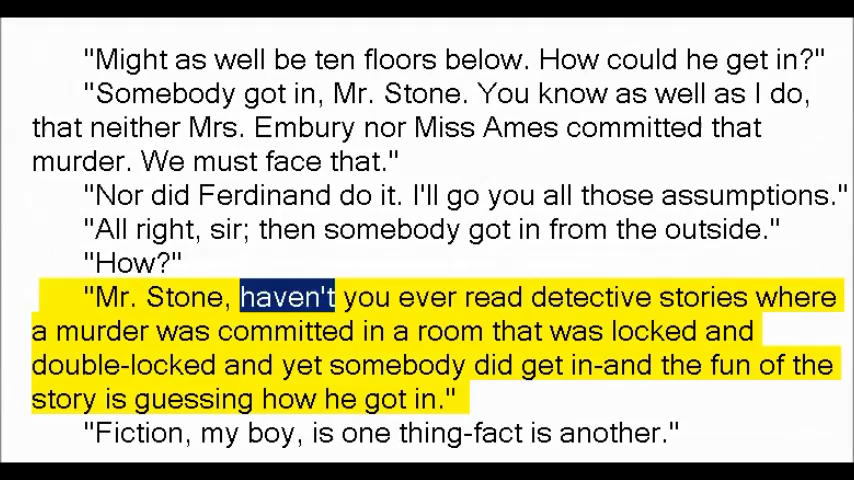 "Might as well be ten floors below. How could he get in?"
"Somebody got in, Mr. Stone. You know as well as I do,
that neither Mrs. Embury nor Miss Ames committed that
murder. We must face that."
"Nor did Ferdinand do it. I'll go you all those assumptions."
"All right, sir; then somebody got in from the outside."
"How?"
"Mr. Stone, haven't you ever read detective stories where
a murder was committed in a room that was locked and
double-locked and yet somebody did get in-and the fun of the
story is guessing how he got in."
"Fiction, my boy, is one thing-fact is another."